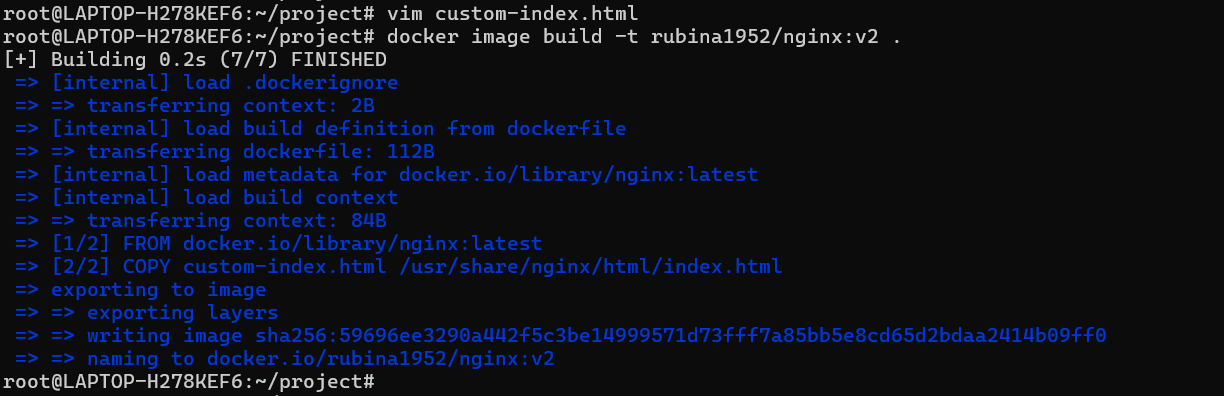 root@LAPTOP-H278KEF6:~/project# vim custom-index.html
root@LAPTOP-H278KEF6:~/project# docker image build -t rubina1952/nginx:v2 .
[+] Building 0.2s (7/7) FINISHED
=> [internal] load .dockerignore
=> => transferring context: 2B
=> [internal] load build definition from dockerfile
=> => transferring dockerfile: 112B
=> [internal] load metadata for docker.io/library/nginx:latest
=> [internal] load build context
=> => transferring context: 84B
=> [1/2] FROM docker.io/library/nginx:latest
=> [2/2] COPY custom-index.html /usr/share/nginx/html/index.html
=> exporting to image
=> => exporting layers
=> => writing image sha256:59696ee3290a442f5c3be14999571d73fff7a85bb5e8cd65d2bdaa2414b09ff0
=> => naming to docker.io/rubina1952/nginx:v2
root@LAPTOP-H278KEF6:~/project#